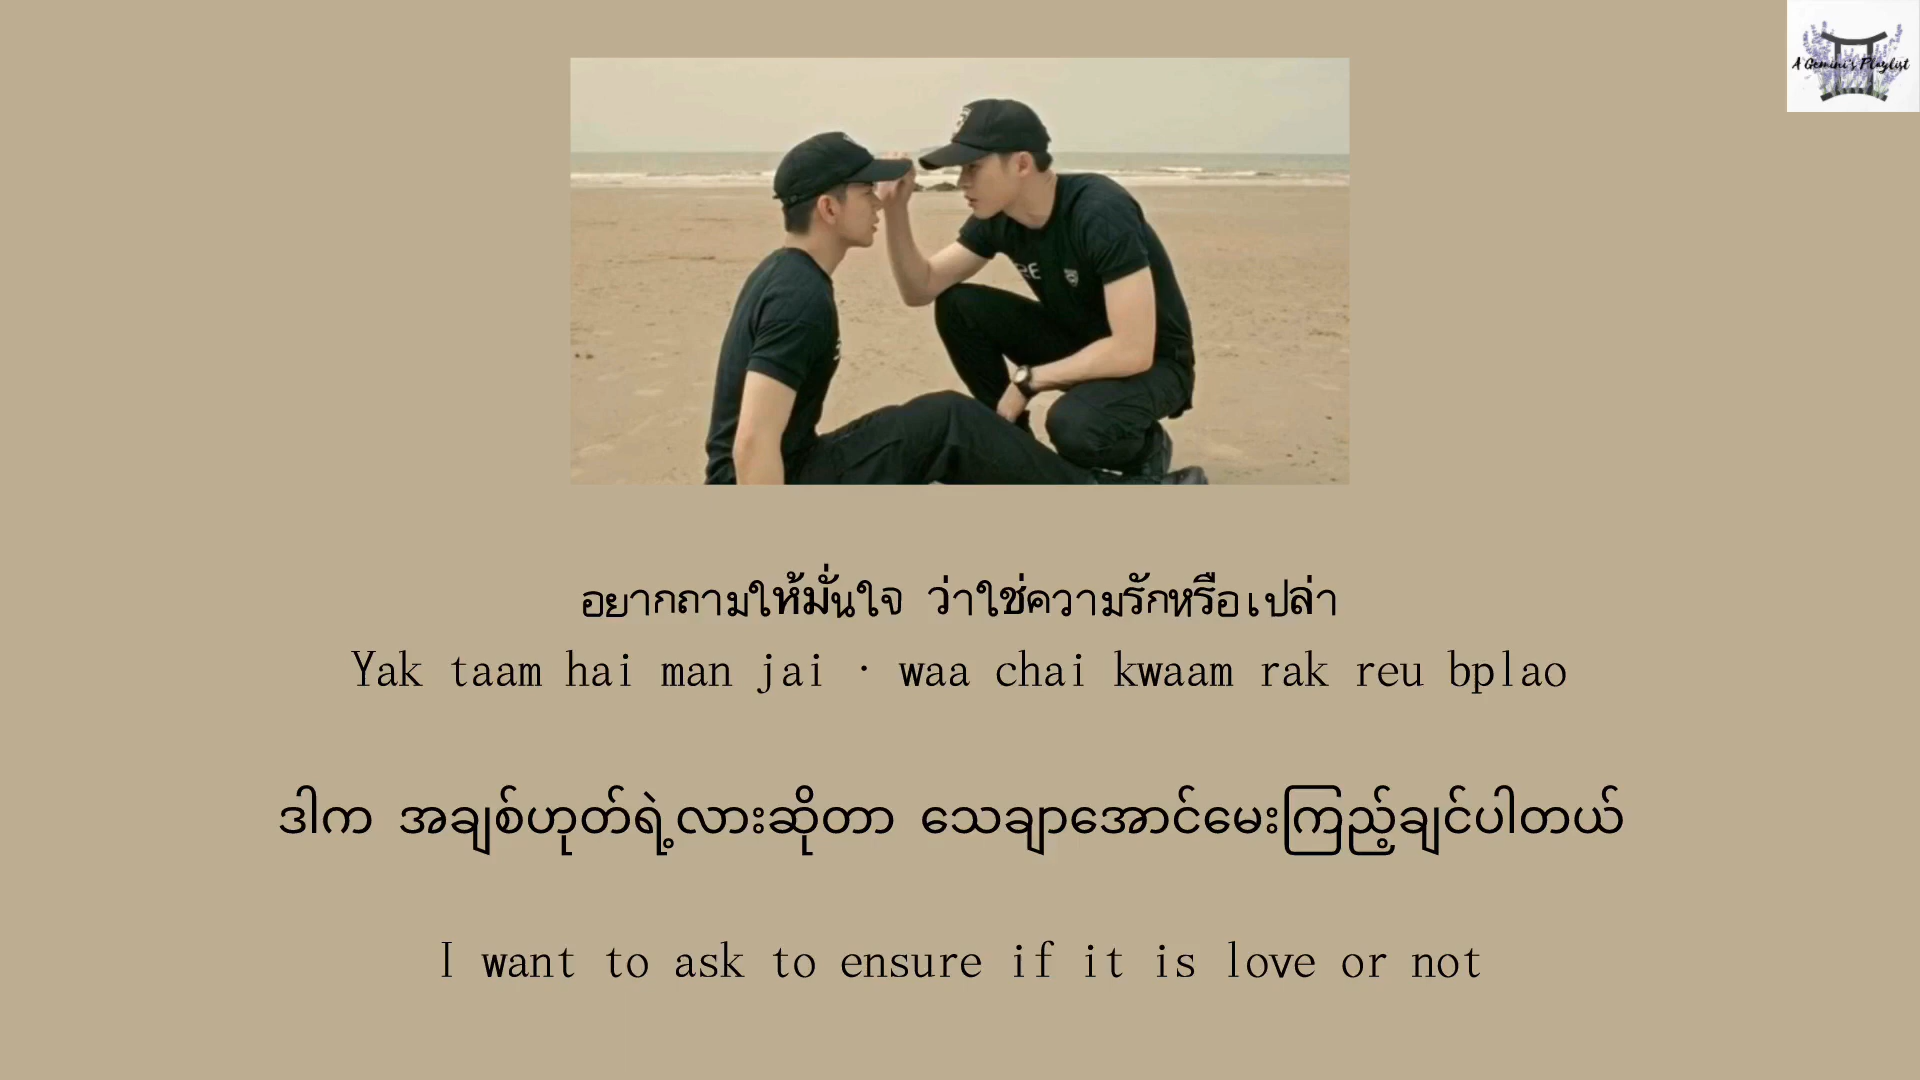 A Gemini's Playlist
อยากถามให้มั่นใจ ว่าใช่ความรักหรือเปล่า
Yak taam hai man jai · waa chai kwaam rak reu bplao
ဒါက အချစ်ဟုတ်ရဲ့လားဆိုတာ သေချာအောင်မေးကြည့်ချင်ပါတယ်
I want to ask to ensure if it is love or not